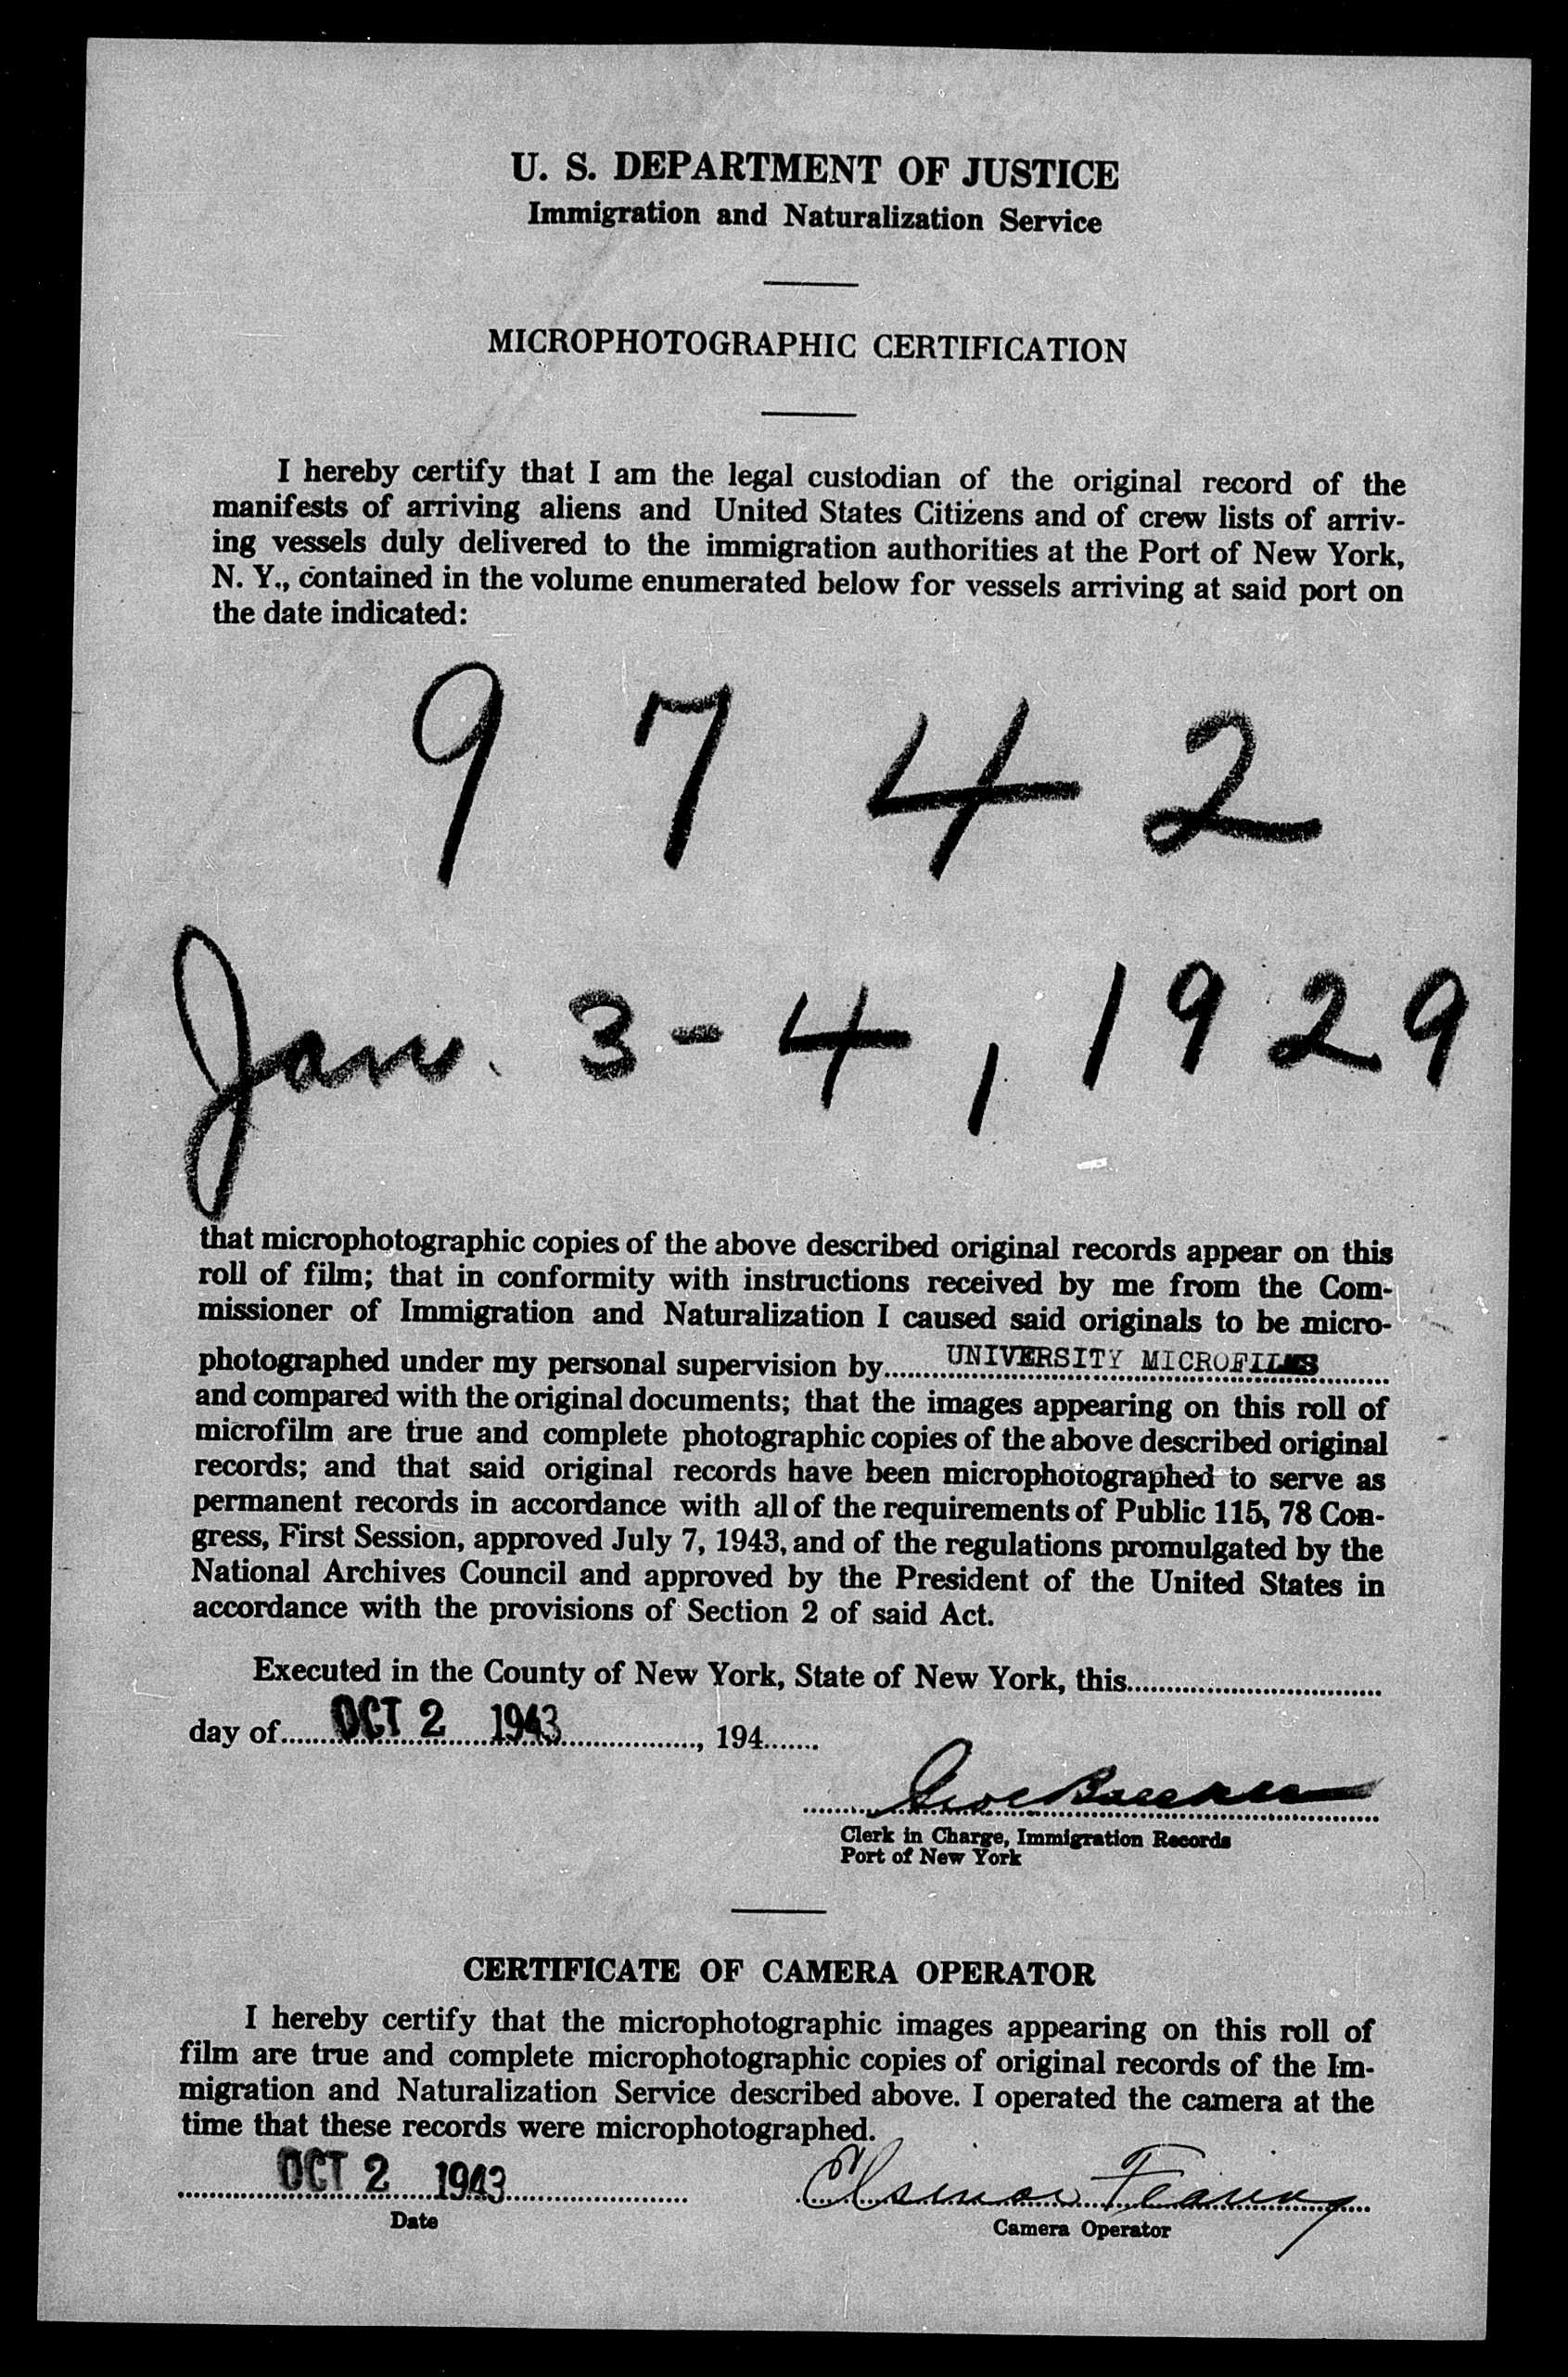 U. S. DEPARTMENT OF JUSTICE
Immigration and Naturalization Service
MICROPHOTOGRAPHIC CERTIFICATION
I hereby certify that I am the legal custodian of the original record of the
manifests of arriving aliens and United States Citizens and of crew lists of arriv-
ing vessels duly delivered to the immigration authorities at the Port of New York,
N. Y., contained in the volume enumerated below for vessels arriving at said port on
the date indicated:
9742
Jan. 3-4, 1929
that microphotographic copies of the above described original records appear on this
roll of film; that in conformity with instructions received by me from the Com-
missioner of Immigration and Naturalization I caused said originals to be micro-
photographed under my personal supervision by UNIVERSITY MICROFILMS
and compared with the original documents; that the images appearing on this roll of
microfilm are true and complete photographic copies of the above described original
records; and that said original records have been microphotographed to serve as
permanent records in accordance with all of the requirements of Public 115, 78 Con-
gress, First Session, approved July 7, 1943, and of the regulations promulgated by the
National Archives Council and approved by the President of the United States in
accordance with the provisions of Section 2 of said Act.
Executed in the County of New York, State of New York, this
day of OCT 2 1943, 194
Clerk in Charge, Immigration Records
Port of New York
CERTIFICATE OF CAMERA OPERATOR
I hereby certify that the microphotographic images appearing on this roll of
film are true and complete microphotographic copies of original records of the Im-
migration and Naturalization Service described above. I operated the camera at the
time that these records were microphotographed.
OCT 2 1943
Date
Camera Operator